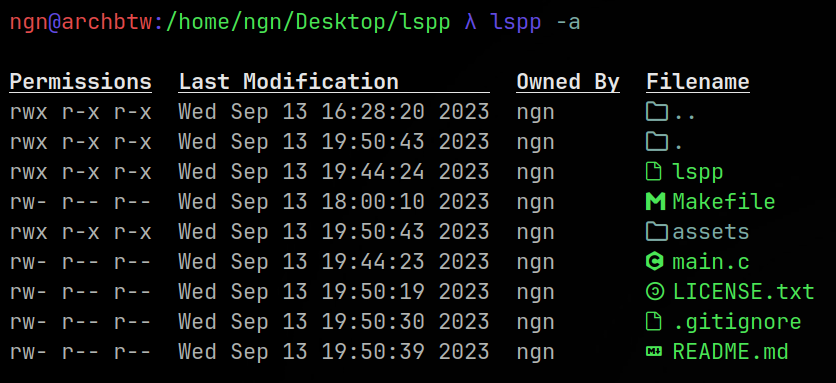 ngn@archbtw:/home/ngn/Desktop/lspp λ lspp -a
Permissions  Last Modification  Owned By  Filename
rwx r-x r-x  Wed Sep 13 16:28:20 2023  ngn  ..
rwx r-x r-x  Wed Sep 13 19:50:43 2023  ngn  .
rwx r-x r-x  Wed Sep 13 19:44:24 2023  ngn  lspp
rw- r-- r--  Wed Sep 13 18:00:10 2023  ngn  Makefile
rwx r-x r-x  Wed Sep 13 19:50:43 2023  ngn  assets
rw- r-- r--  Wed Sep 13 19:44:23 2023  ngn  main.c
rw- r-- r--  Wed Sep 13 19:50:19 2023  ngn  LICENSE.txt
rw- r-- r--  Wed Sep 13 19:50:30 2023  ngn  .gitignore
rw- r-- r--  Wed Sep 13 19:50:39 2023  ngn  README.md